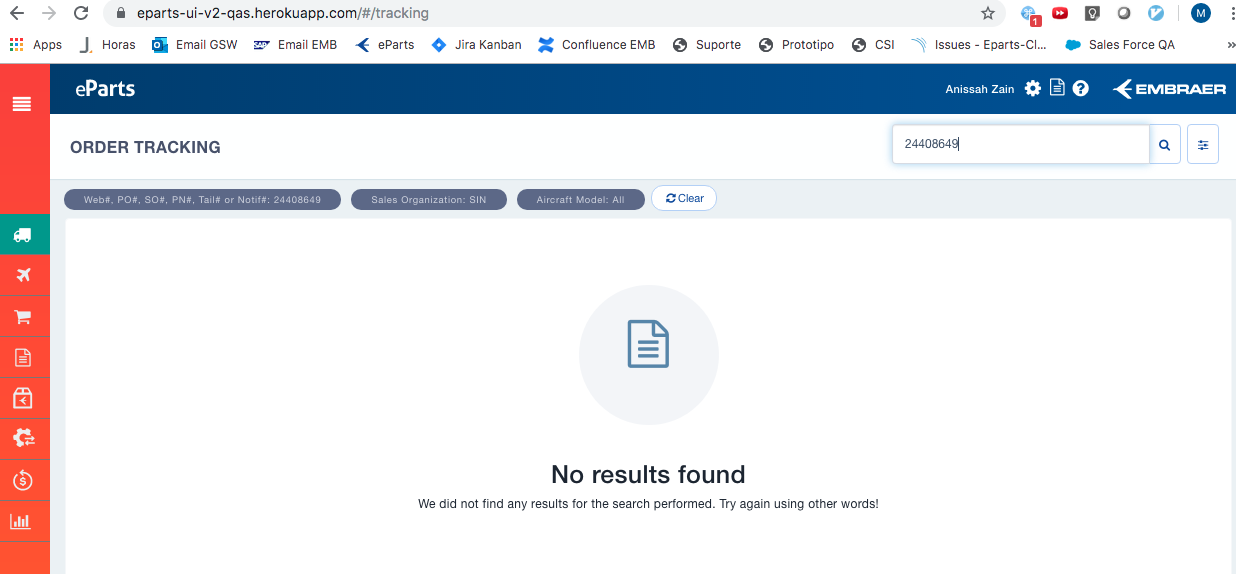 eparts-ui-v2-qas.herokuapp.com/#/tracking
1
M
Apps Horas Email GSW Email EMB eParts Jira Kanban Confluence EMB Suporte Prototipo CSI Issues - Eparts-Cl... Sales Force QA »
eParts
Anissah Zain
EMBRAER
ORDER TRACKING
24408649
Web#, PO#, SO#, PN#, Tail# or Notif#: 24408649
Sales Organization: SIN
Aircraft Model: All
Clear
No results found
We did not find any results for the search performed. Try again using other words!